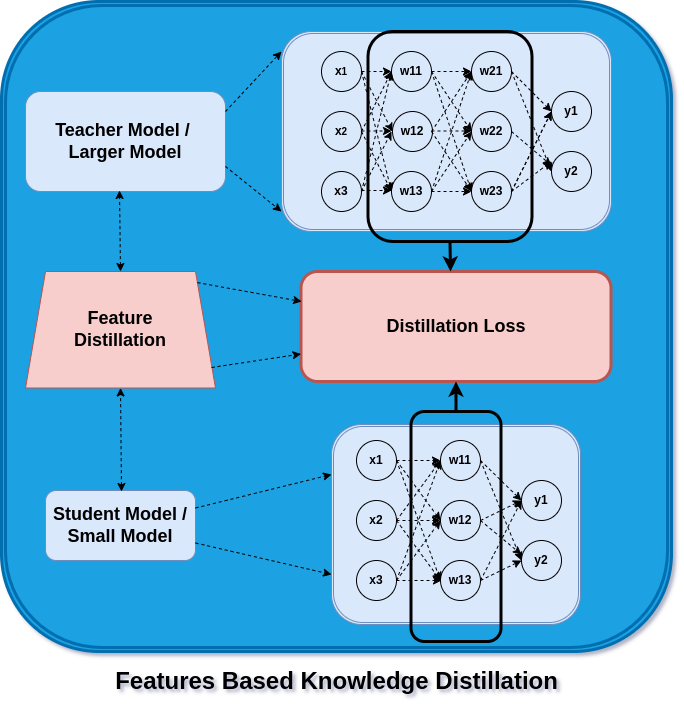 Teacher Model /
Larger Model
x1 w11 w21
y1
x2 w12 w22
y2
x3 w13 w23
Feature
Distillation
Distillation Loss
Student Model /
Small Model
x1 w11
y1
x2 w12
y2
x3 w13
Features Based Knowledge Distillation